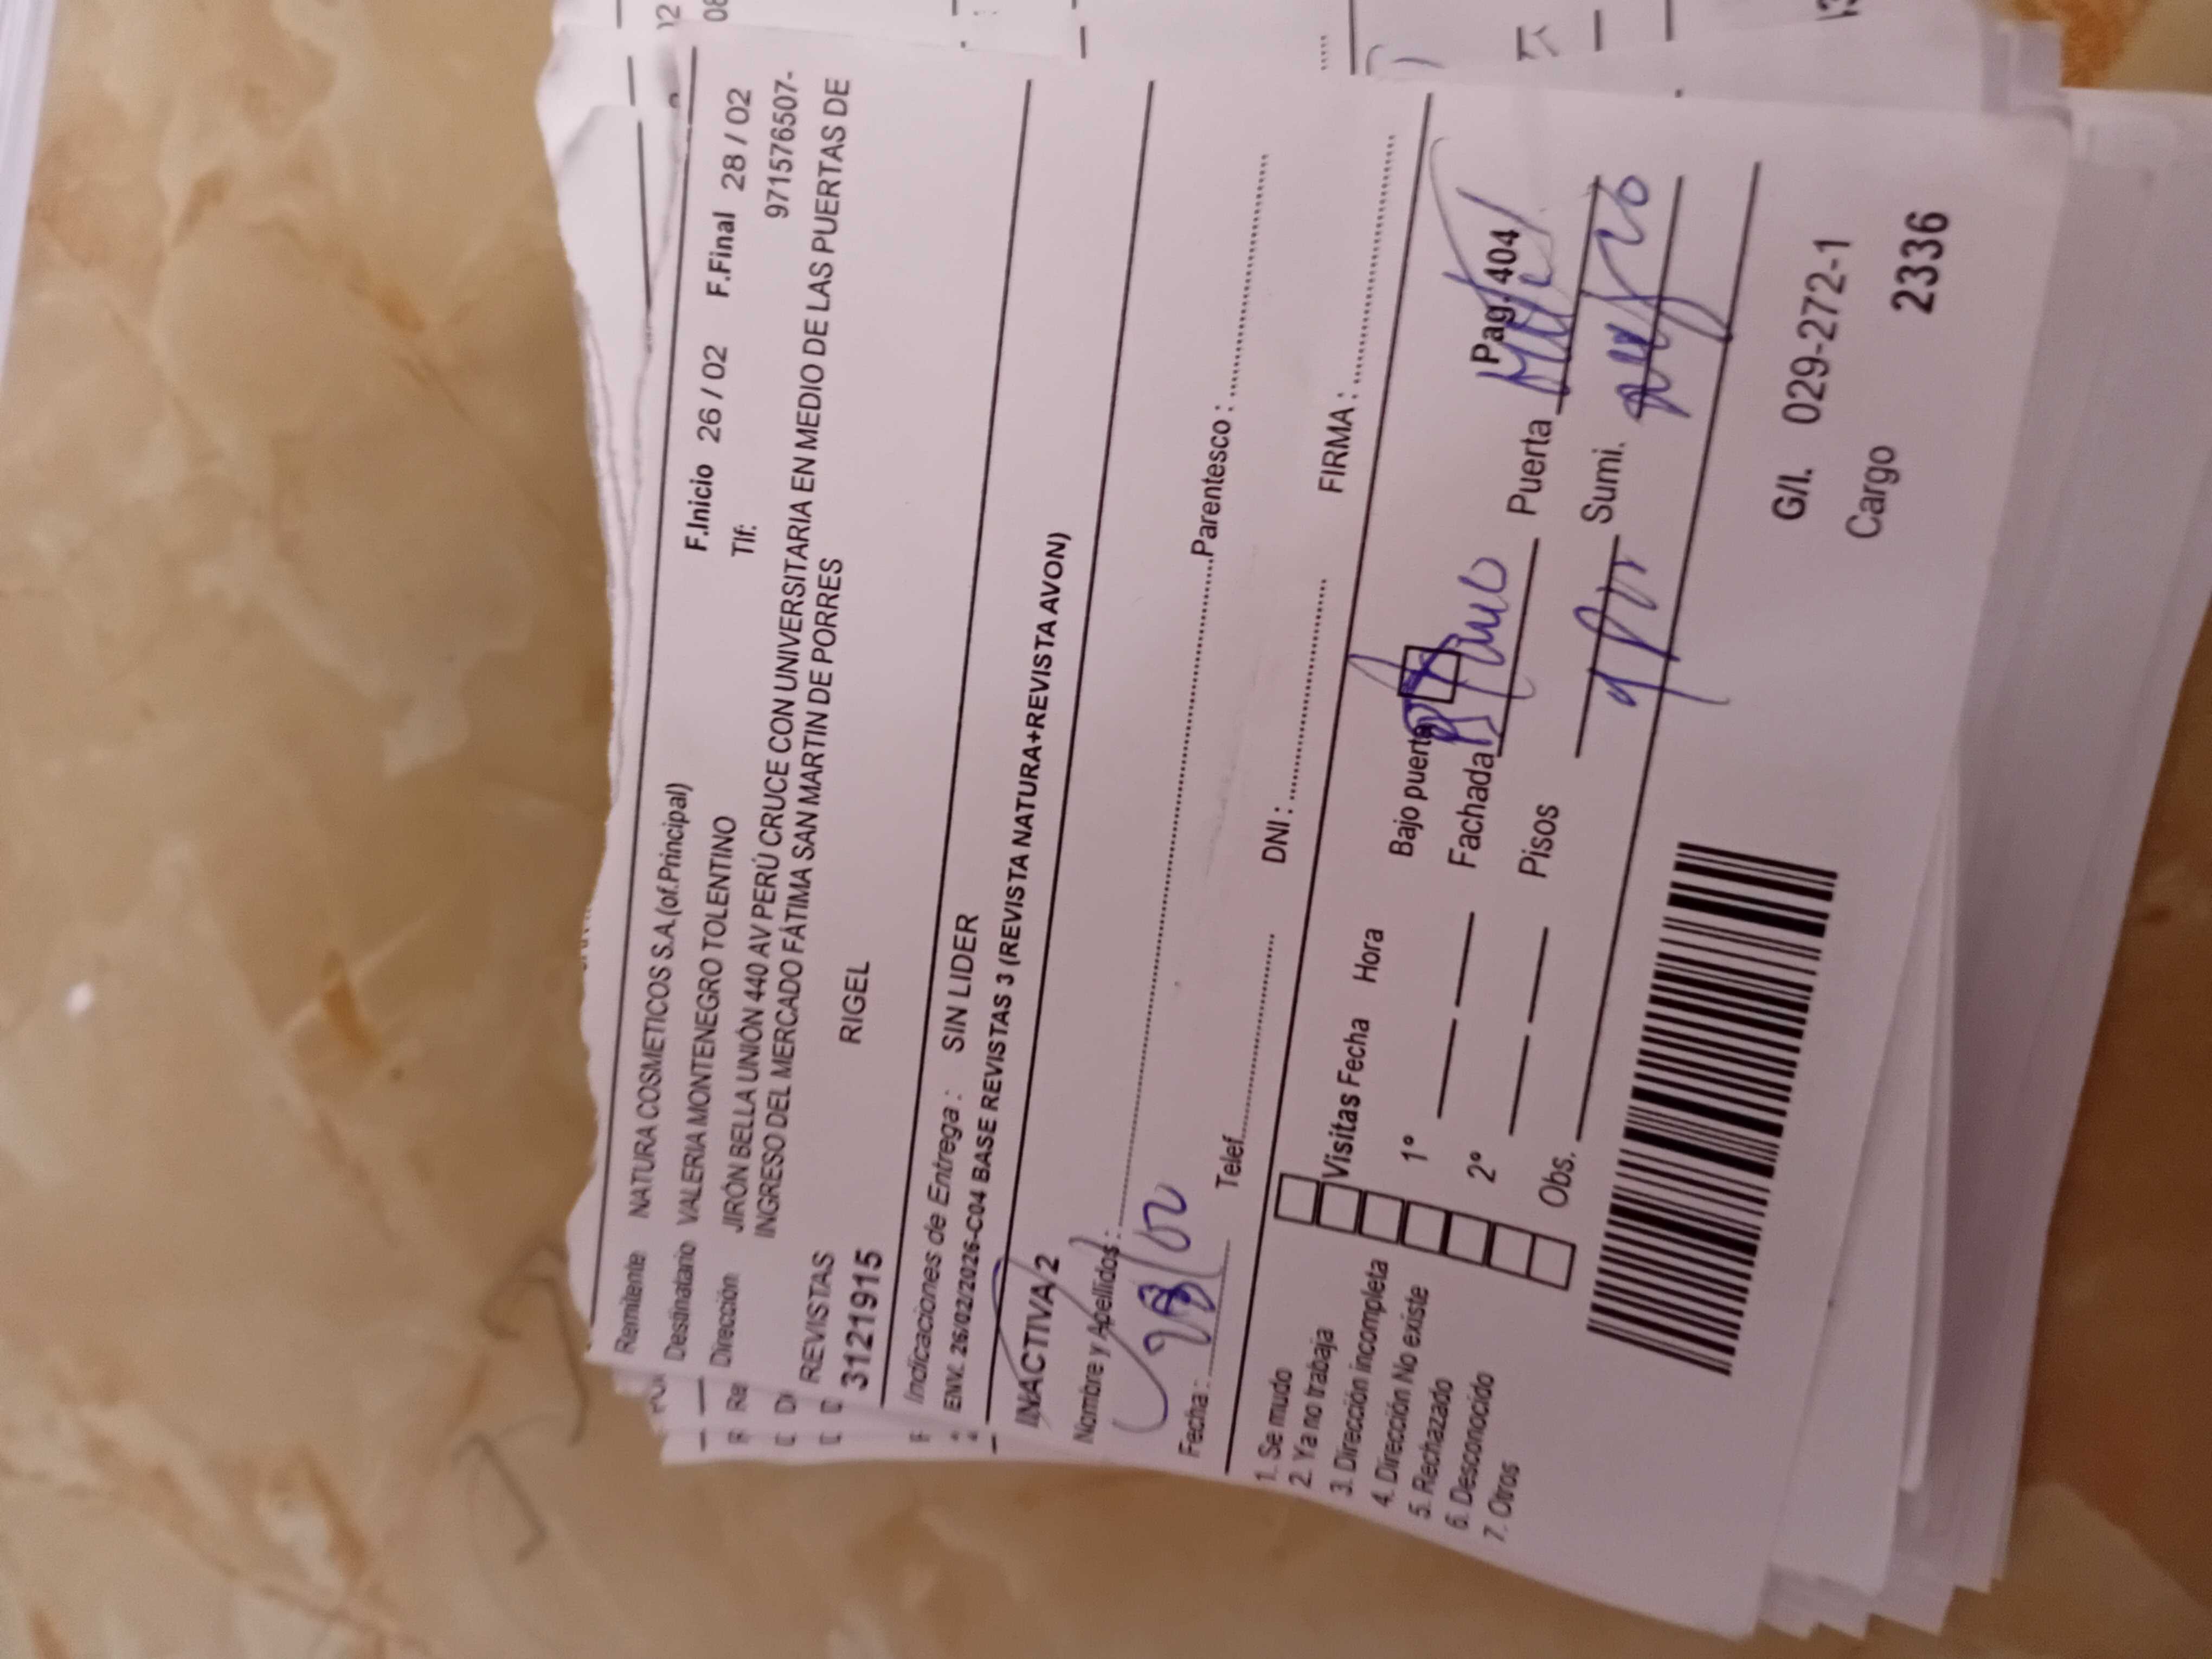 Remitente NATURA COSMETICOS S.A.(of.Principal) F.Inicio 26 / 02 F.Final 28 / 02
Destinatario VALERIA MONTENEGRO TOLENTINO Tlf: 971576507-
Dirección JIRÓN BELLA UNIÓN 440 AV PERÚ CRUCE CON UNIVERSITARIA EN MEDIO DE LAS PUERTAS DE
INGRESO DEL MERCADO FÁTIMA SAN MARTIN DE PORRES
REVISTAS RIGEL
31219915
Indicaciones de Entrega : SIN LIDER
ENV. 26/02/2026-C04 BASE REVISTAS 3 (REVISTA NATURA+REVISTA AVON)
INACTIVA 2
Nombre y Apellidos : Parentesco :
Fecha : 28/02 Telef. DNI : FIRMA :
1. Se mudo
2. Ya no trabaja
3. Dirección incompleta
4. Dirección No existe
5. Rechazado
6. Desconocido
7. Otros
Visitas Fecha Hora Bajo puerta Pag. 404
1° Fachada Puerta
2° Pisos Sumi.
Obs.
G/I. 029-272-1
Cargo 2336